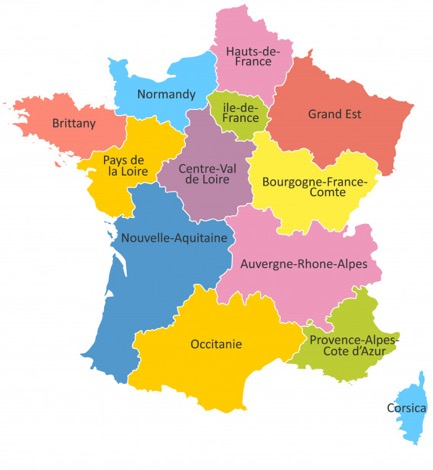 Hauts-de-
France
Normandy
ile-de-
France
Grand Est
Brittany
Pays de
la Loire
Centre-Val
de Loire
Bourgogne-France-
Comte
Nouvelle-Aquitaine
Auvergne-Rhone-Alpes
Occitanie
Provence-Alpes-
Cote d'Azur
Corsica